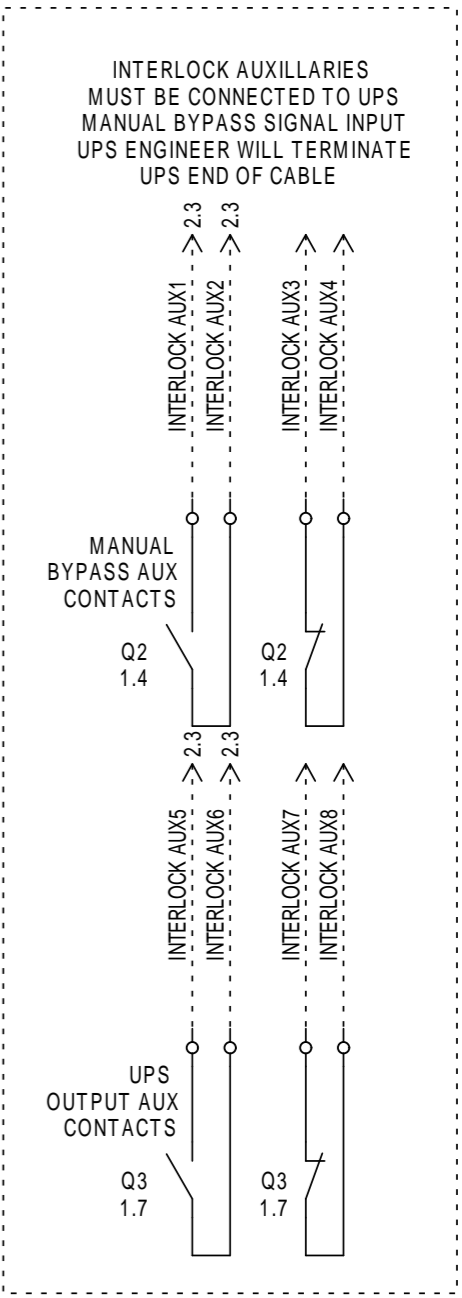 INTERLOCK AUXILLARIES
MUST BE CONNECTED TO UPS
MANUAL BYPASS SIGNAL INPUT
UPS ENGINEER WILL TERMINATE
UPS END OF CABLE
2.3
2.3
INTERLOCK AUX1
INTERLOCK AUX2
INTERLOCK AUX3
INTERLOCK AUX4
MANUAL
BYPASS AUX
CONTACTS
Q2
1.4
Q2
1.4
2.3
2.3
INTERLOCK AUX5
INTERLOCK AUX6
INTERLOCK AUX7
INTERLOCK AUX8
UPS
OUTPUT AUX
CONTACTS
Q3
1.7
Q3
1.7